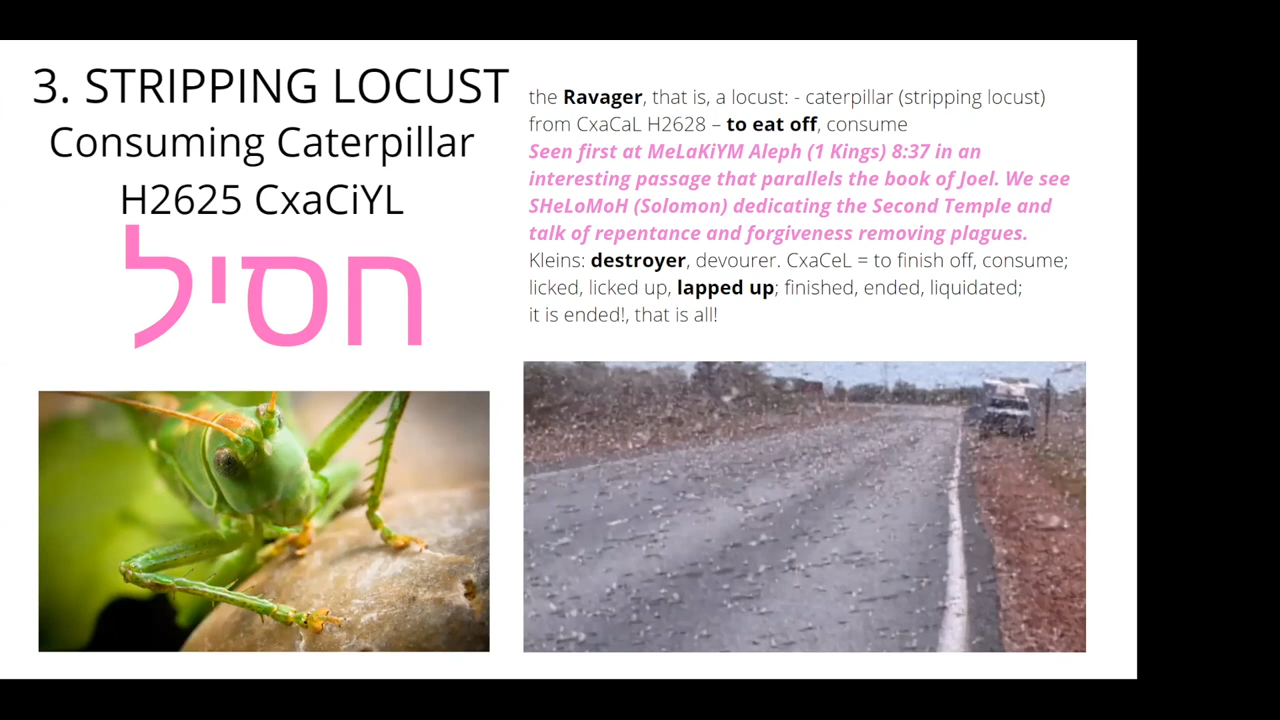 3. STRIPPING LOCUST
Consuming Caterpillar
H2625 CxaCiYL
חסיל
the Ravager, that is, a locust: - caterpillar (stripping locust)
from CxaCaL H2628 – to eat off, consume
Seen first at MeLaKiYM Aleph (1 Kings) 8:37 in an
interesting passage that parallels the book of Joel. We see
SHeLoMoH (Solomon) dedicating the Second Temple and
talk of repentance and forgiveness removing plagues.
Kleins: destroyer, devourer. CxaCeL = to finish off, consume;
licked, licked up, lapped up; finished, ended, liquidated;
it is ended!, that is all!